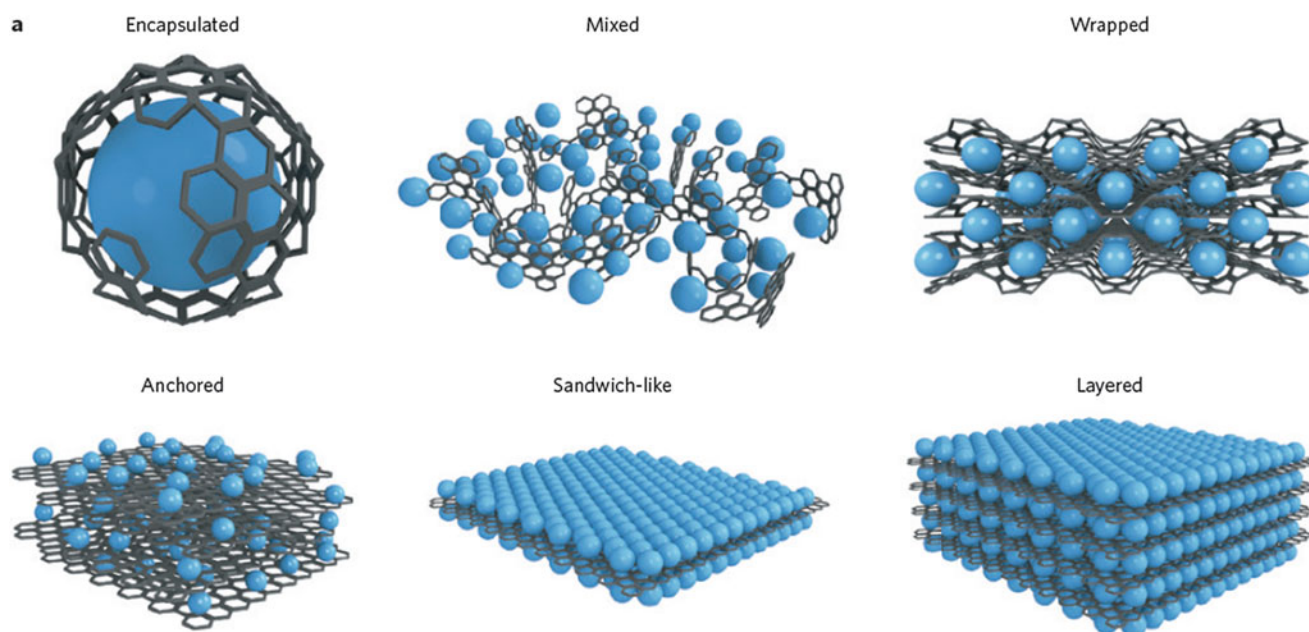 a
Encapsulated
Mixed
Wrapped
Anchored
Sandwich-like
Layered